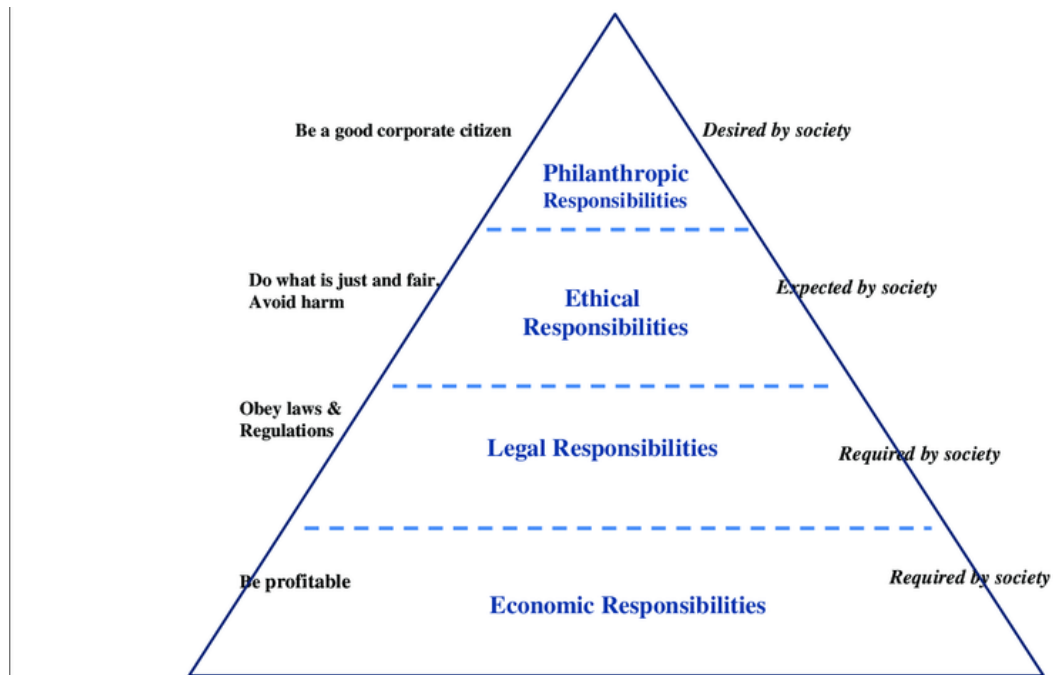 Be a good corporate citizen
Desired by society
Philanthropic
Responsibilities
Do what is just and fair,
Avoid harm
Expected by society
Ethical
Responsibilities
Obey laws &
Regulations
Legal Responsibilities
Required by society
Be profitable
Required by society
Economic Responsibilities